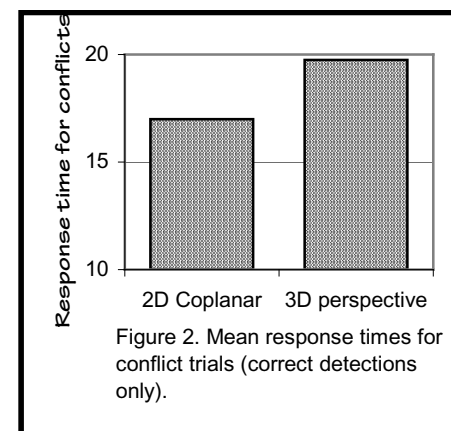 Response time for conflicts
20
15
10
2D Coplanar 3D perspective
Figure 2. Mean response times for
conflict trials (correct detections
only).